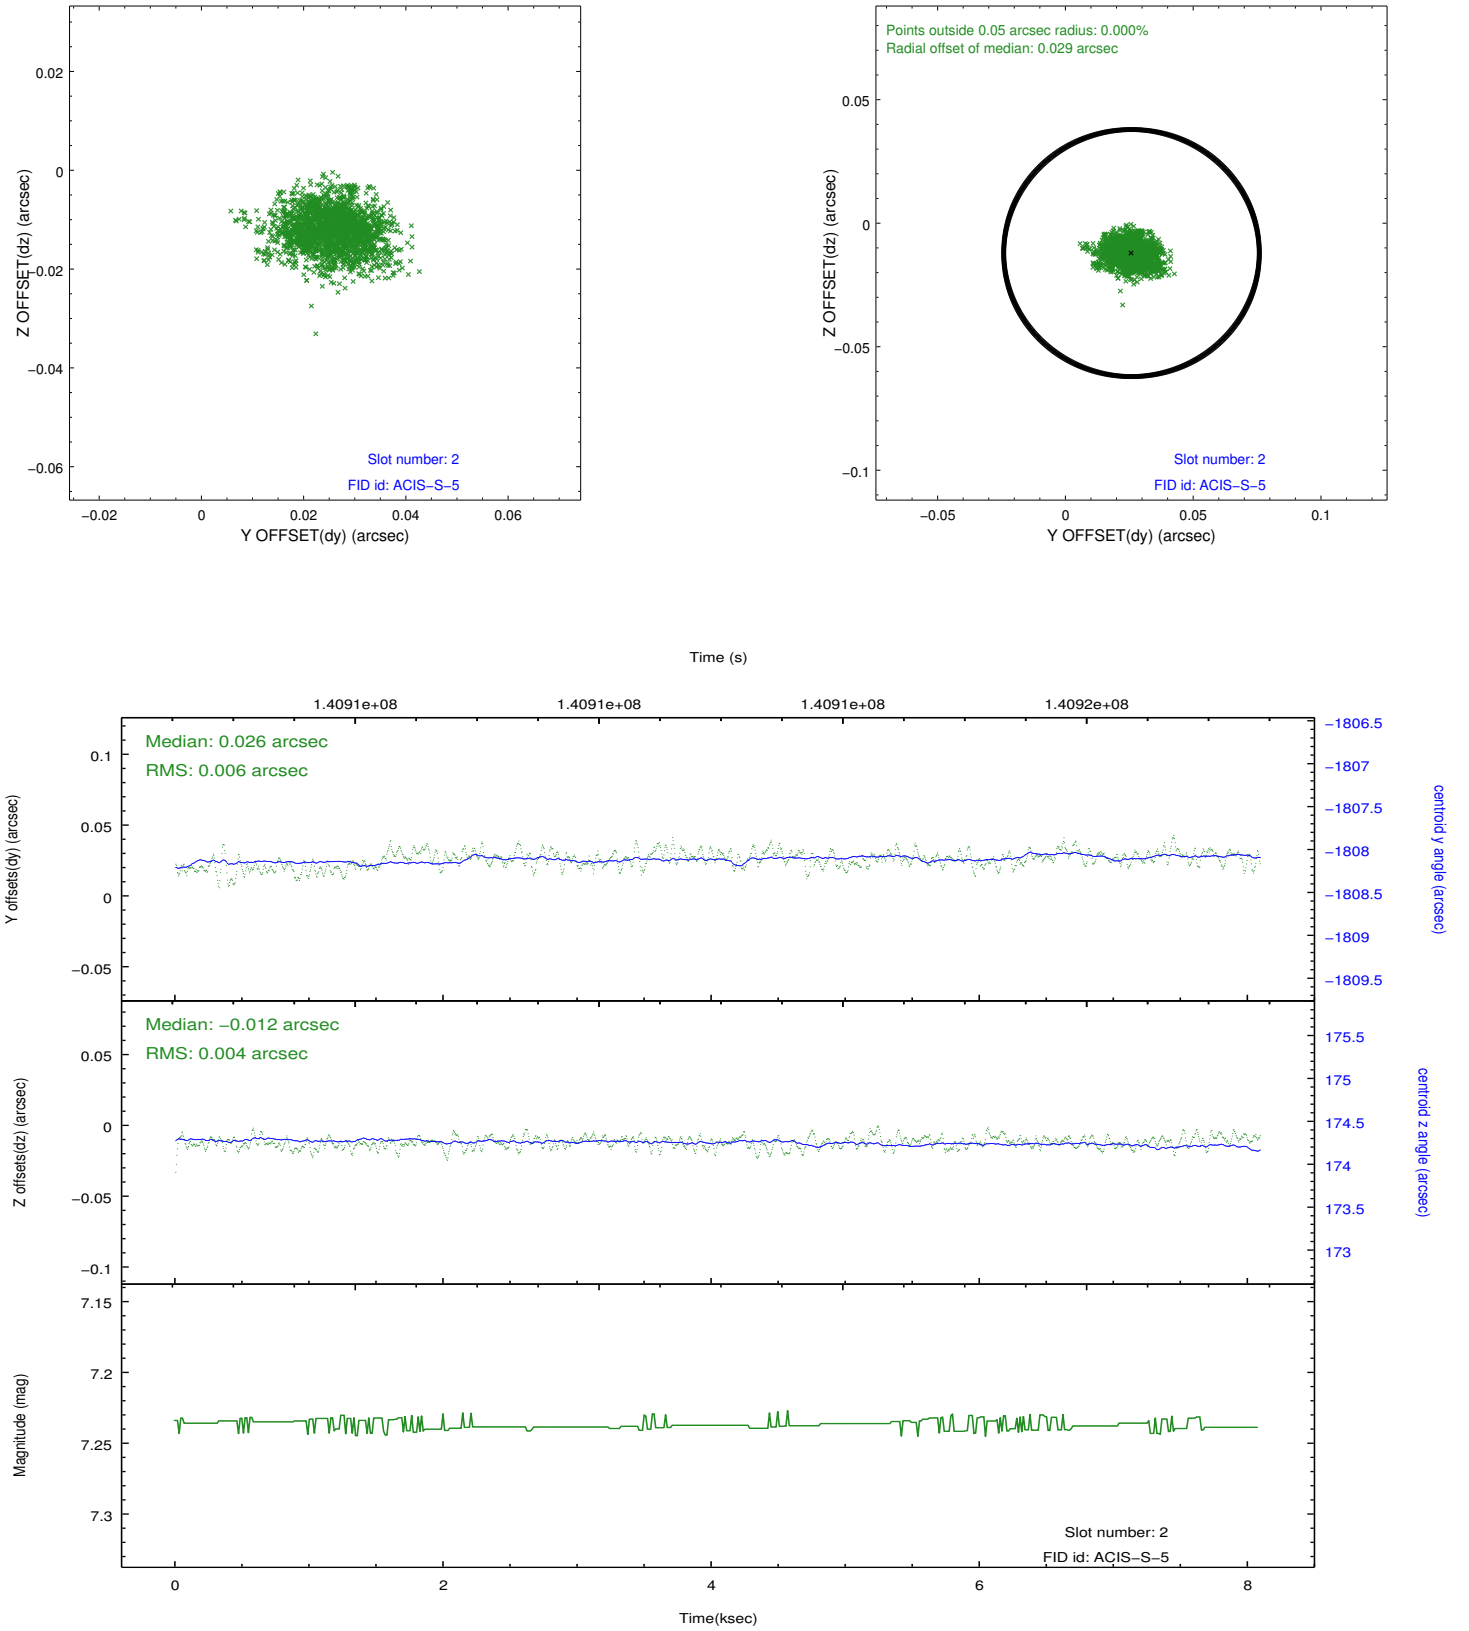 0.02
0
−0.02
−0.04
−0.06
Z OFFSET(dz) (arcsec)
Slot number: 2
FID id: ACIS−S−5
−0.02
0
0.02
0.04
0.06
Y OFFSET(dy) (arcsec)
Points outside 0.05 arcsec radius: 0.000%
Radial offset of median: 0.029 arcsec
0.05
0
−0.05
−0.1
Z OFFSET(dz) (arcsec)
Slot number: 2
FID id: ACIS−S−5
−0.05
0
0.05
0.1
Y OFFSET(dy) (arcsec)
Time (s)
1.4091e+08
1.4091e+08
1.4091e+08
1.4092e+08
Median: 0.026 arcsec
RMS: 0.006 arcsec
0.1
0.05
0
−0.05
Y offsets(dy) (arcsec)
−1806.5
−1807
−1807.5
−1808
−1808.5
−1809
−1809.5
centroid y angle (arcsec)
Median: −0.012 arcsec
RMS: 0.004 arcsec
0.05
0
−0.05
−0.1
Z offsets(dz) (arcsec)
175.5
175
174.5
174
173.5
173
centroid z angle (arcsec)
7.15
7.2
7.25
7.3
Magnitude (mag)
Slot number: 2
FID id: ACIS−S−5
0
2
4
6
8
Time(ksec)